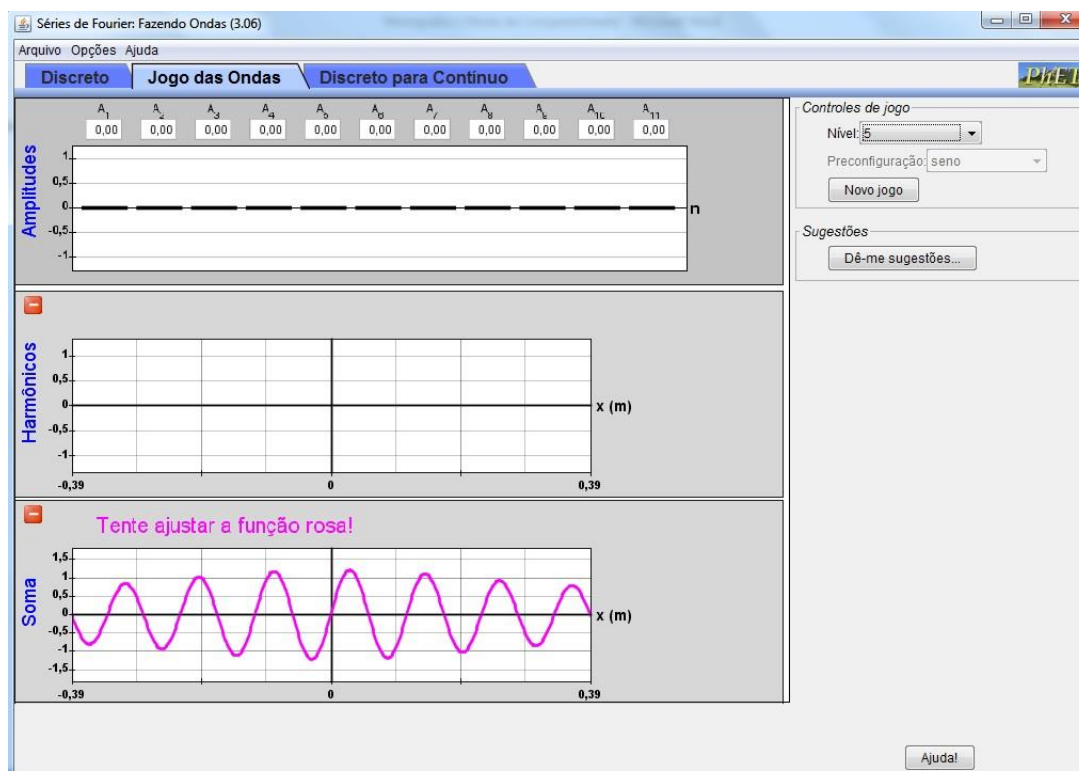 Séries de Fourier: Fazendo Ondas (3.06)
Arquivo Opções Ajuda
Discreto Jogo das Ondas Discreto para Contínuo
PhET
A1 A2 A3 A4 A5 A6 A7 A8 A9 A10 A11
0,00 0,00 0,00 0,00 0,00 0,00 0,00 0,00 0,00 0,00 0,00
Amplitudes
1
0,5
0
-0,5
-1
n
Harmônicos
1
0,5
0
-0,5
-1
x (m)
-0,39 0 0,39
Tente ajustar a função rosa!
Soma
1,5
1
0,5
0
-0,5
-1
-1,5
x (m)
-0,39 0 0,39
Controles de jogo
Nível: 5
Preconfiguração: seno
Novo jogo
Sugestões
Dê-me sugestões...
Ajuda!